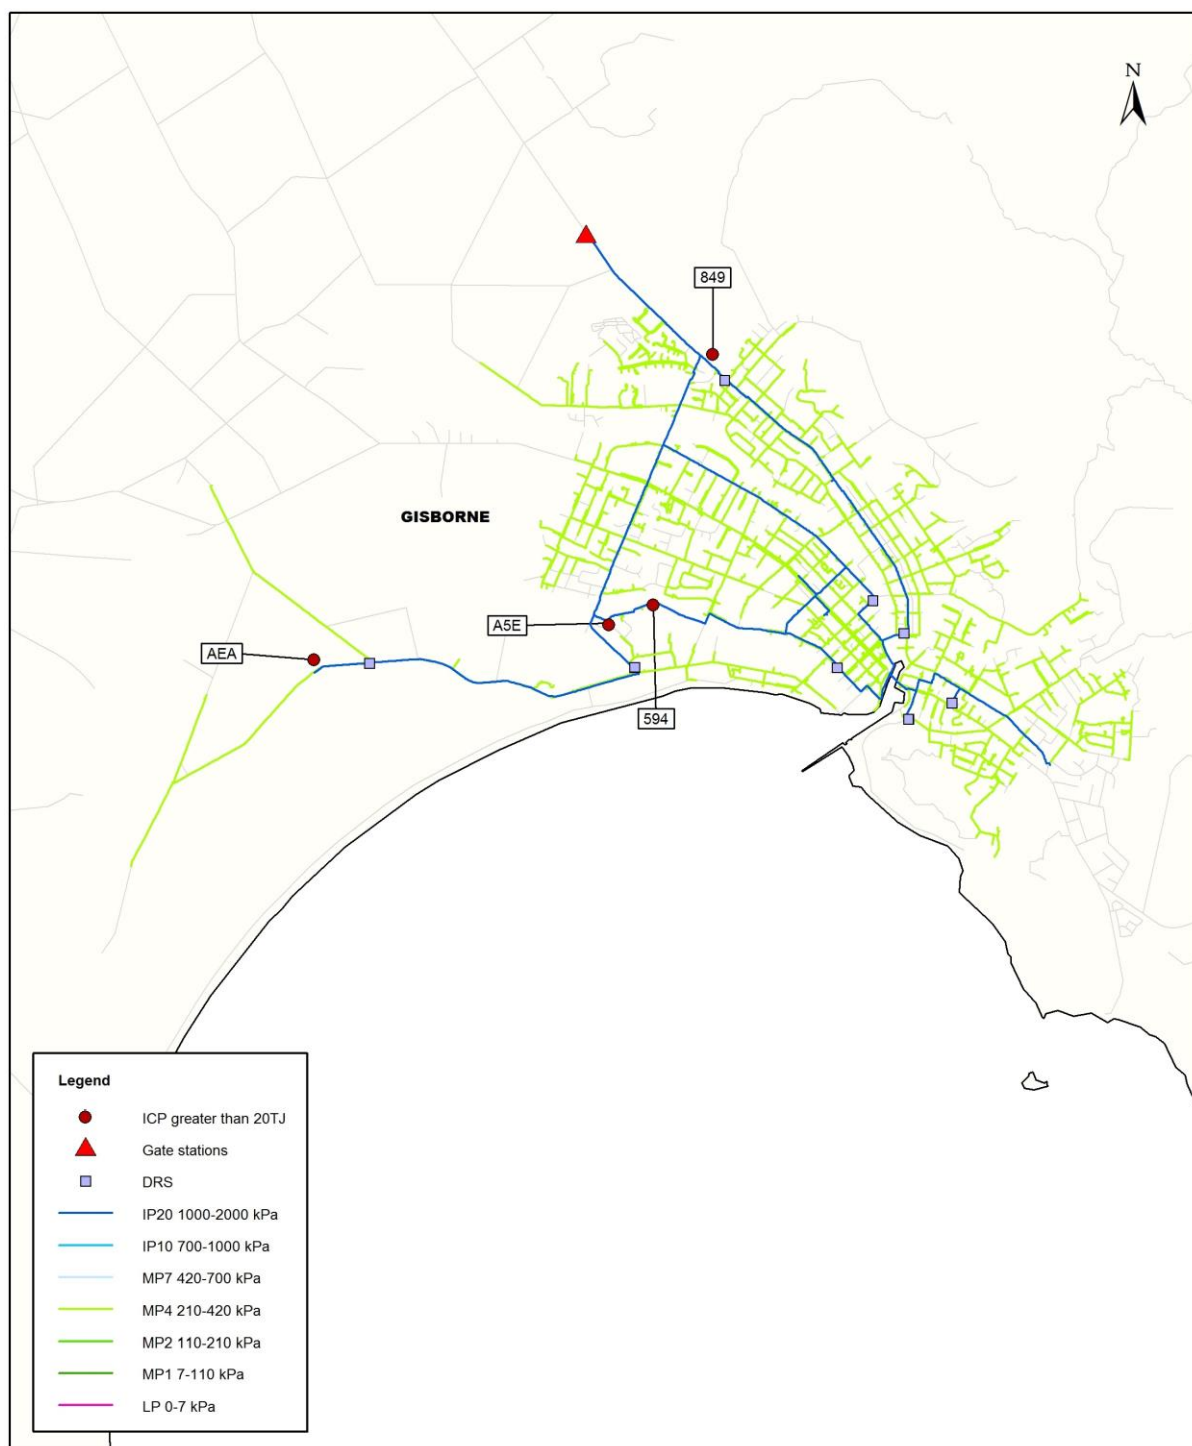 N
849
GISBORNE
A5E
AEA
594
Legend
ICP greater than 20TJ
Gate stations
DRS
IP20 1000-2000 kPa
IP10 700-1000 kPa
MP7 420-700 kPa
MP4 210-420 kPa
MP2 110-210 kPa
MP1 7-110 kPa
LP 0-7 kPa